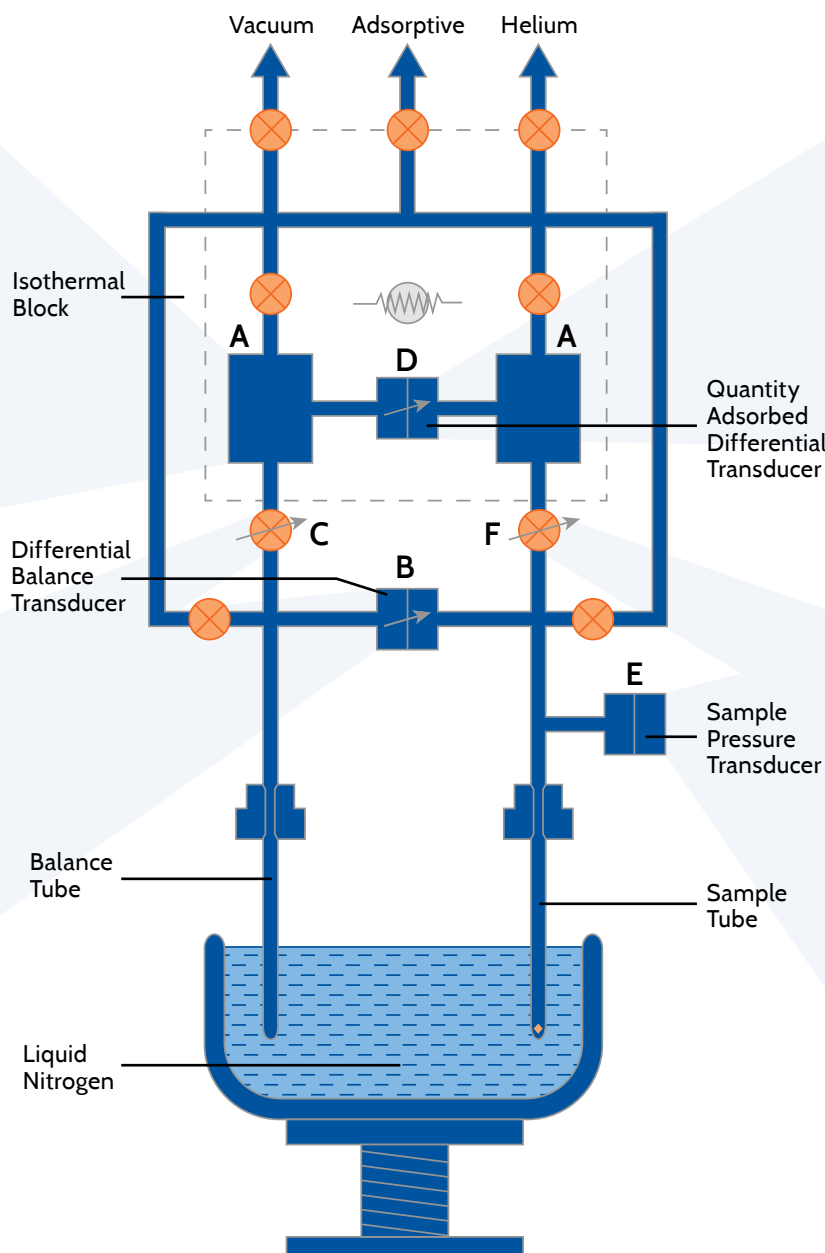 Vacuum
Adsorptive
Helium
Isothermal
Block
A
A
D
Quantity
Adsorbed
Differential
Transducer
C
F
Differential
Balance
Transducer
B
E
Sample
Pressure
Transducer
Balance
Tube
Sample
Tube
Liquid
Nitrogen